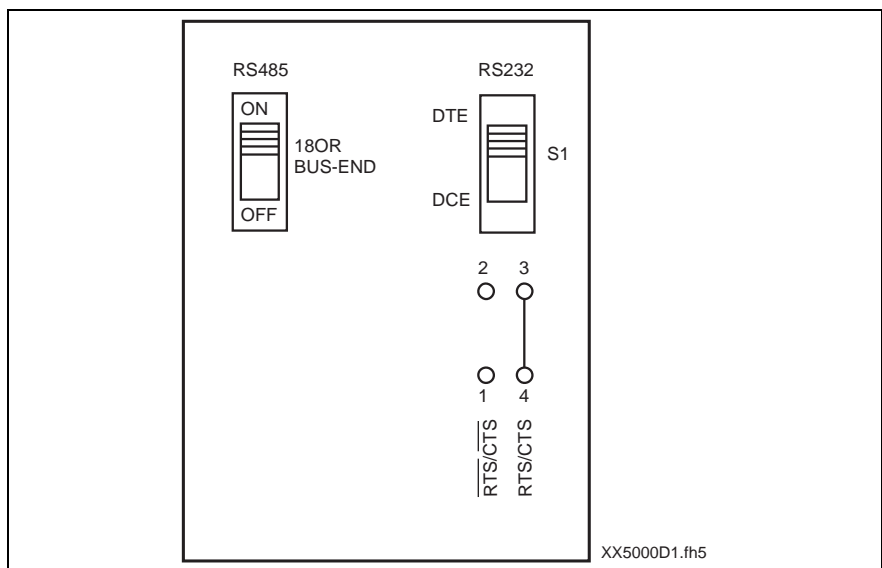 RS485
ON
18OR
BUS-END
OFF
RS232
DTE
S1
DCE
2 3
1 4
RTS/CTS
RTS/CTS
XX5000D1.fh5